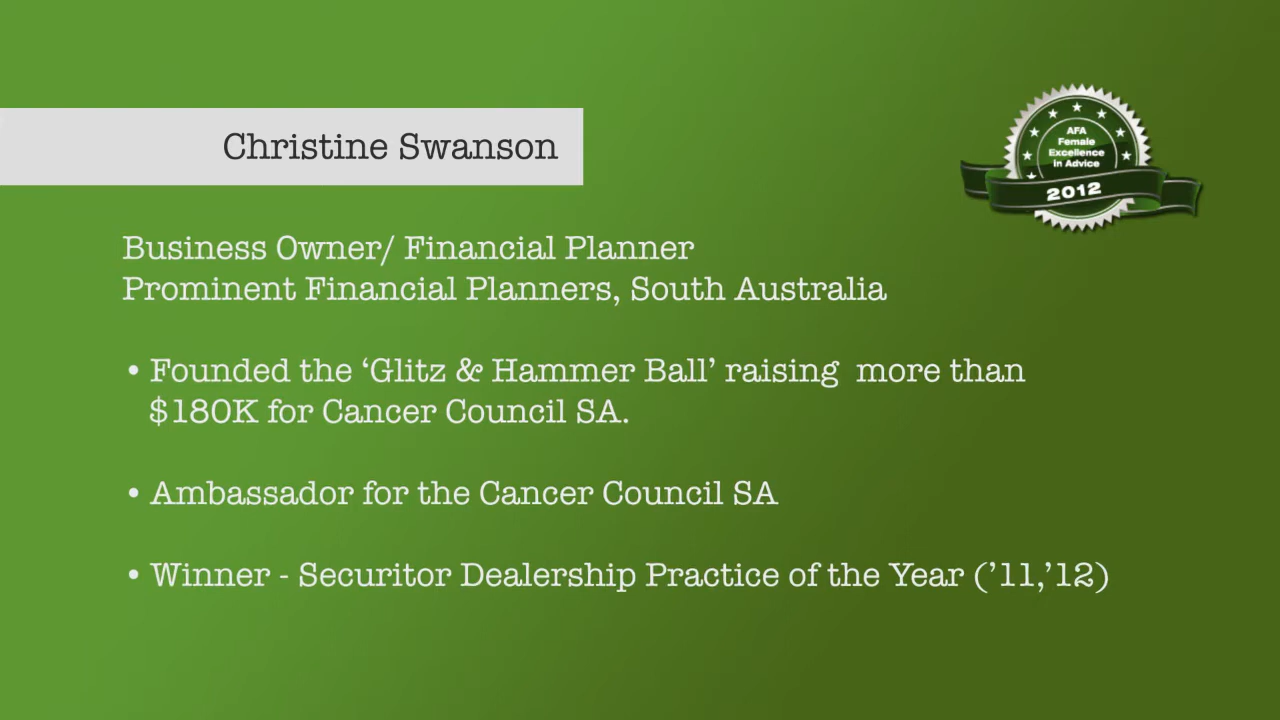 Christine Swanson
AFA
Female
Excellence
in Advice
2012
Business Owner/ Financial Planner
Prominent Financial Planners, South Australia
• Founded the ‘Glitz & Hammer Ball’ raising  more than
$180K for Cancer Council SA.
• Ambassador for the Cancer Council SA
• Winner - Securitor Dealership Practice of the Year (’11,’12)